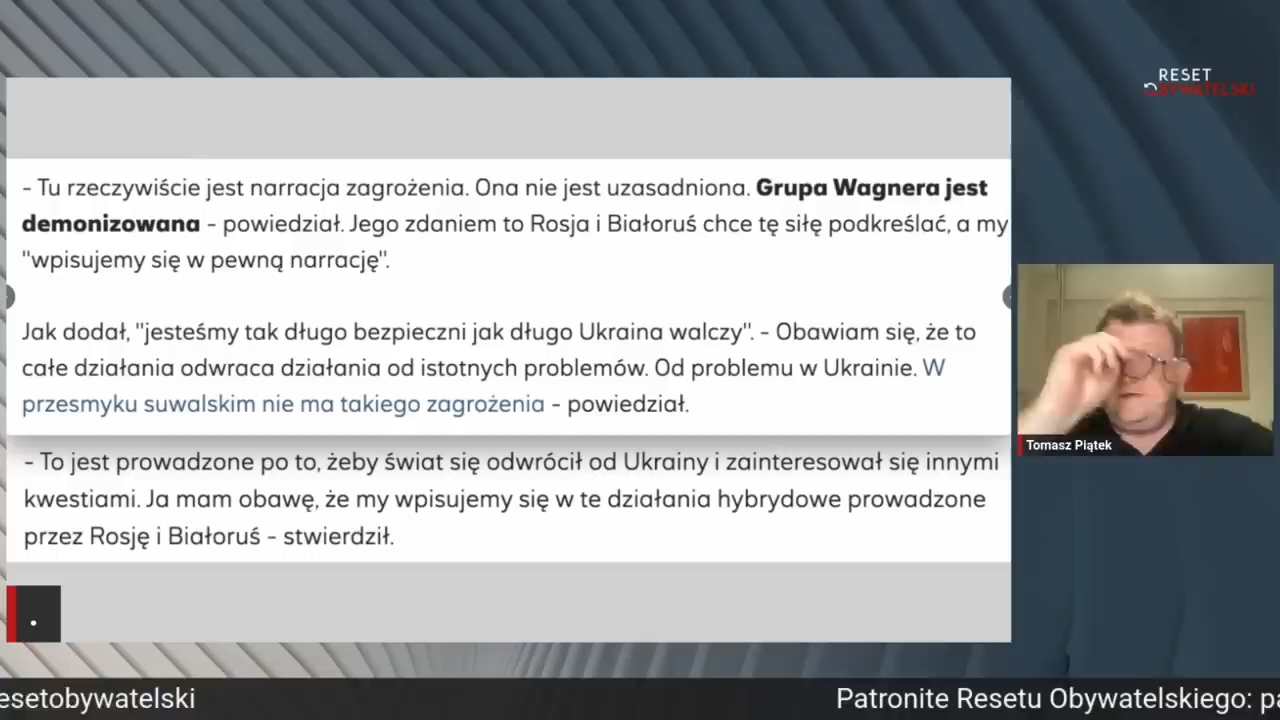 RESET
OBYWATELSKI
- Tu rzeczywiście jest narracja zagrożenia. Ona nie jest uzasadniona. Grupa Wagnera jest
demonizowana - powiedział. Jego zdaniem to Rosja i Białoruś chce tę siłę podkreślać, a my
"wpisujemy się w pewną narrację".
Jak dodał, "jesteśmy tak długo bezpieczni jak długo Ukraina walczy". - Obawiam się, że to
całe działania odwraca działania od istotnych problemów. Od problemu w Ukrainie. W
przesmyku suwalskim nie ma takiego zagrożenia - powiedział.
- To jest prowadzone po to, żeby świat się odwrócił od Ukrainy i zainteresował się innymi
kwestiami. Ja mam obawę, że my wpisujemy się w te działania hybrydowe prowadzone
przez Rosję i Białoruś - stwierdził.
Tomasz Piątek
.
esetobywatelski Patronite Resetu Obywatelskiego: pa